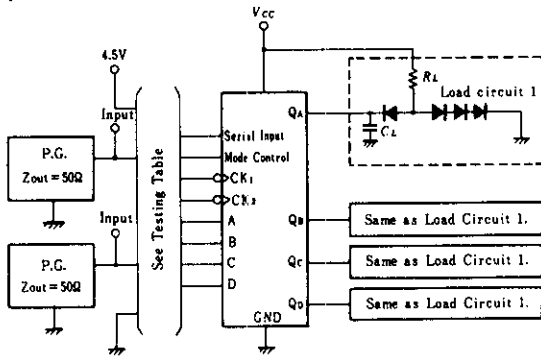 VCC
4.5V
Input
P.G.
Zout = 50Ω
Input
P.G.
Zout = 50Ω
See Testing Table
Serial Input
Mode Control
CK1
CK2
A
B
C
D
GND
QA
QB
QC
QD
RL
Load circuit 1
CL
Same as Load Circuit 1.
Same as Load Circuit 1.
Same as Load Circuit 1.